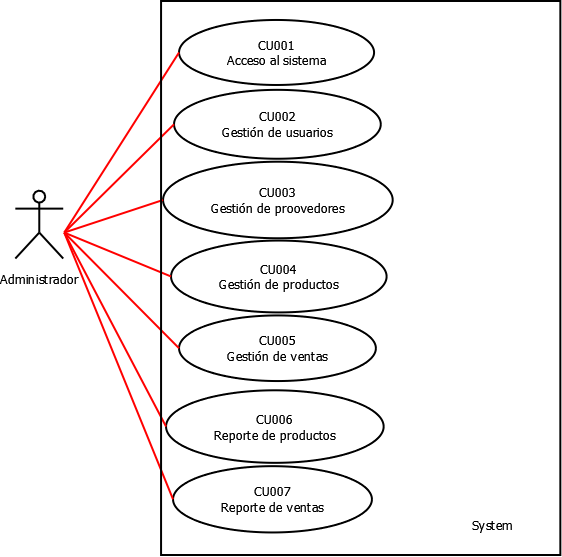 CU001
Acceso al sistema
CU002
Gestión de usuarios
CU003
Gestión de proovedores
CU004
Gestión de productos
CU005
Gestión de ventas
CU006
Reporte de productos
CU007
Reporte de ventas
Administrador
System